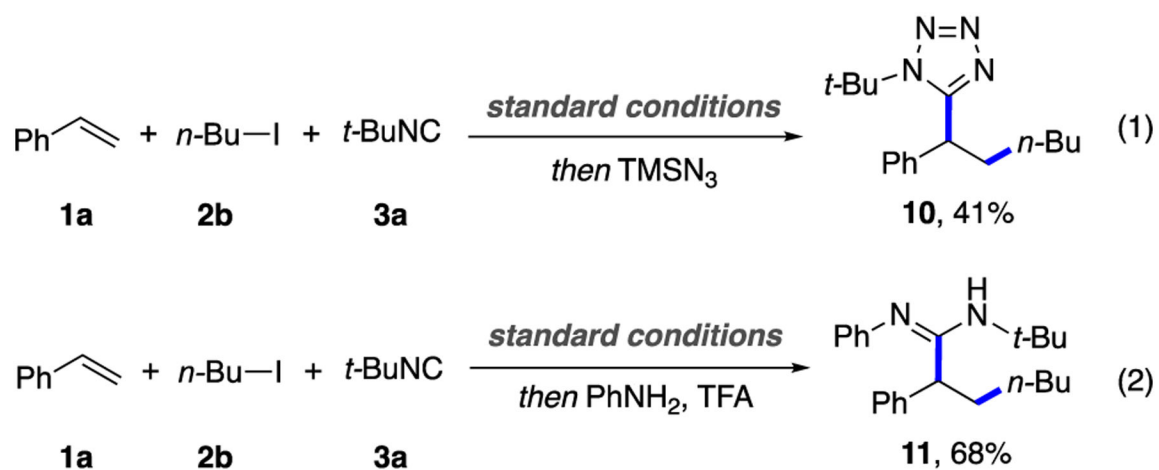 N=N
t-Bu N N
Ph + n-Bu—I + t-BuNC standard conditions n-Bu (1)
then TMSN₃ Ph
1a 2b 3a 10, 41%
H
Ph N N t-Bu
Ph + n-Bu—I + t-BuNC standard conditions n-Bu (2)
then PhNH₂, TFA Ph
1a 2b 3a 11, 68%